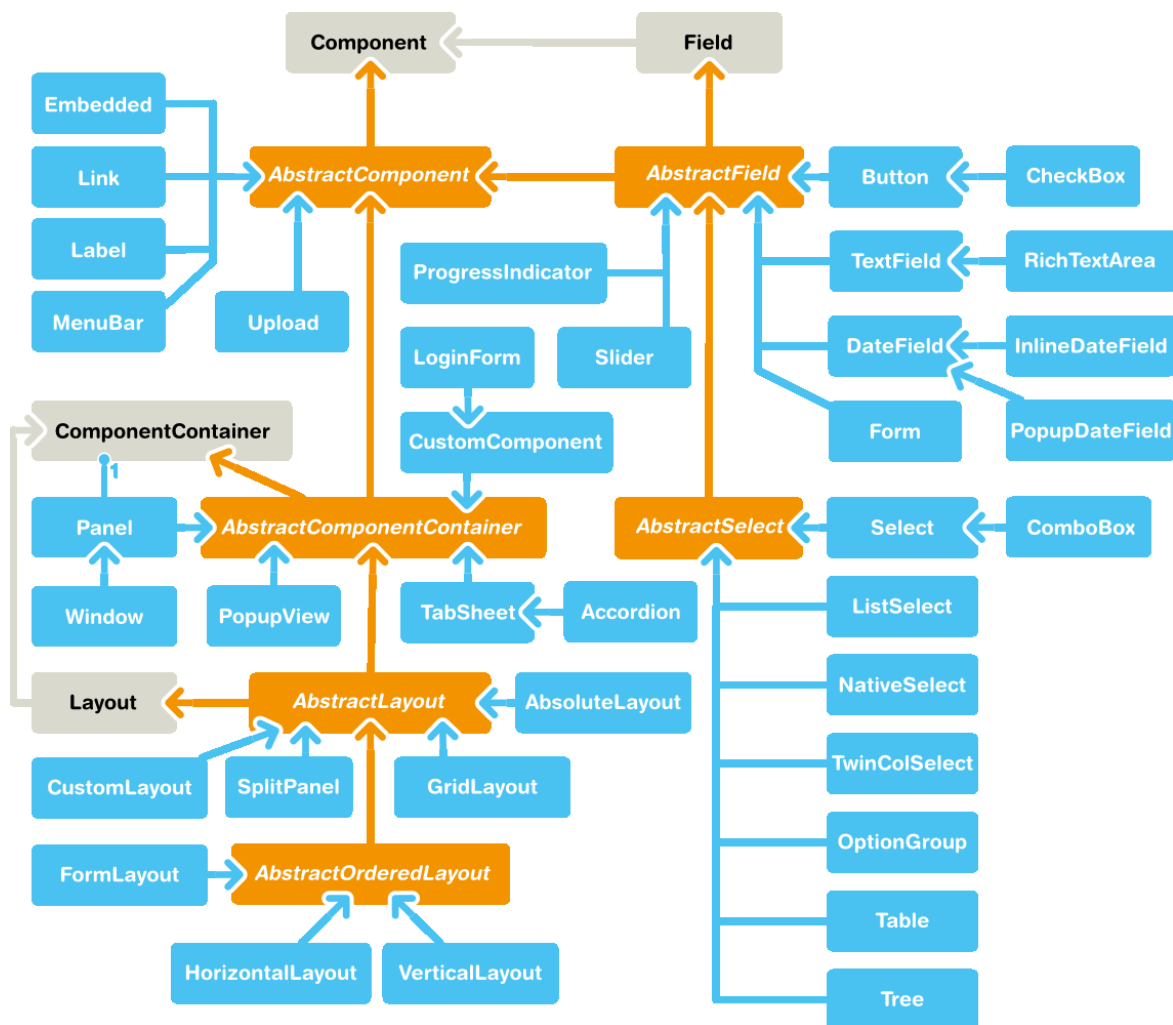 Component
Field
Embedded
AbstractComponent
AbstractField
Button
CheckBox
Link
Label
ProgressIndicator
TextField
RichTextArea
MenuBar
Upload
LoginForm
Slider
DateField
InlineDateField
ComponentContainer
CustomComponent
Form
PopupDateField
1
Panel
AbstractComponentContainer
AbstractSelect
Select
ComboBox
Window
PopupView
TabSheet
Accordion
ListSelect
Layout
AbstractLayout
AbsoluteLayout
NativeSelect
CustomLayout
SplitPanel
GridLayout
TwinColSelect
OptionGroup
FormLayout
AbstractOrderedLayout
Table
HorizontalLayout
VerticalLayout
Tree